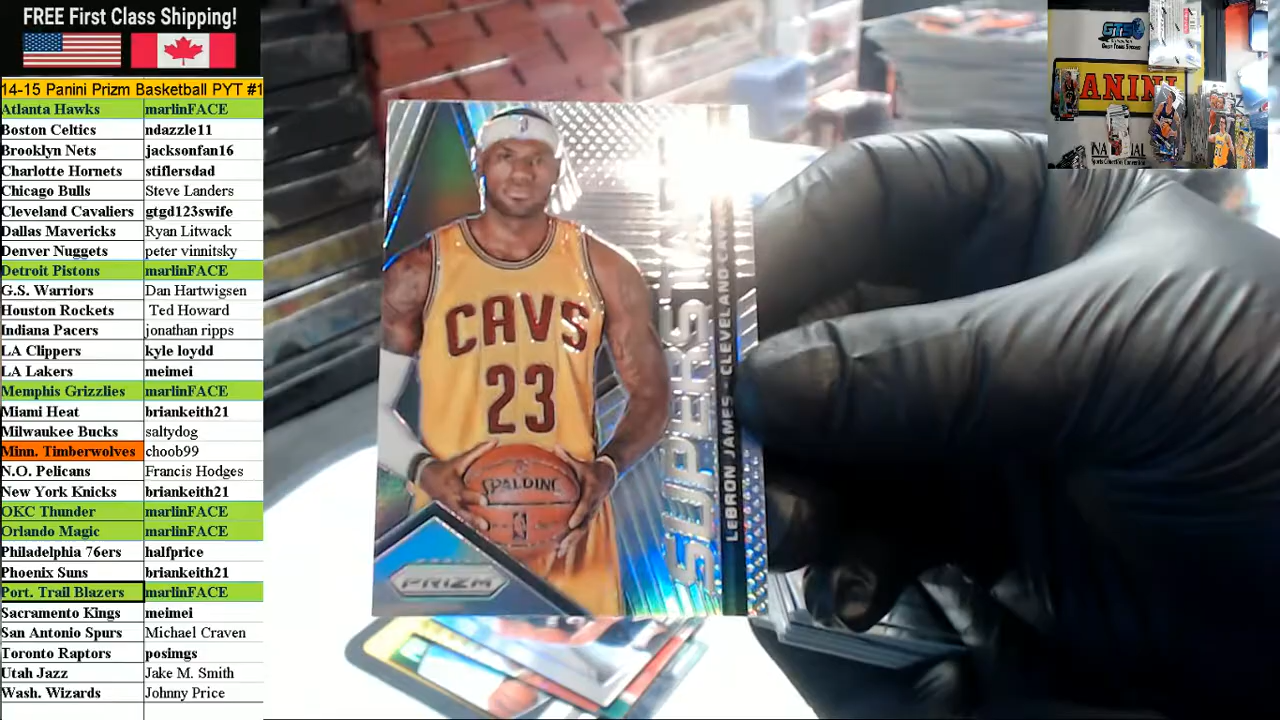 FREE First Class Shipping!
14-15 Panini Prizm Basketball PYT #1
Atlanta Hawks marlinFACE
Boston Celtics ndazzle11
Brooklyn Nets jacksonfan16
Charlotte Hornets stiflersdad
Chicago Bulls Steve Landers
Cleveland Cavaliers gtgd123swife
Dallas Mavericks Ryan Litwack
Denver Nuggets peter vinnitsky
Detroit Pistons marlinFACE
G.S. Warriors Dan Hartwigsen
Houston Rockets Ted Howard
Indiana Pacers jonathan ripps
LA Clippers kyle loydd
LA Lakers meimei
Memphis Grizzlies marlinFACE
Miami Heat briankeith21
Milwaukee Bucks saltydog
Minn. Timberwolves choob99
N.O. Pelicans Francis Hodges
New York Knicks briankeith21
OKC Thunder marlinFACE
Orlando Magic marlinFACE
Philadelphia 76ers halfprice
Phoenix Suns briankeith21
Port. Trail Blazers marlinFACE
Sacramento Kings meimei
San Antonio Spurs Michael Craven
Toronto Raptors posimgs
Utah Jazz Jake M. Smith
Wash. Wizards Johnny Price
CAVS
23
SPALDING
PRIZM
LeBRON JAMES - CLEVELAND
GTS
PANINI